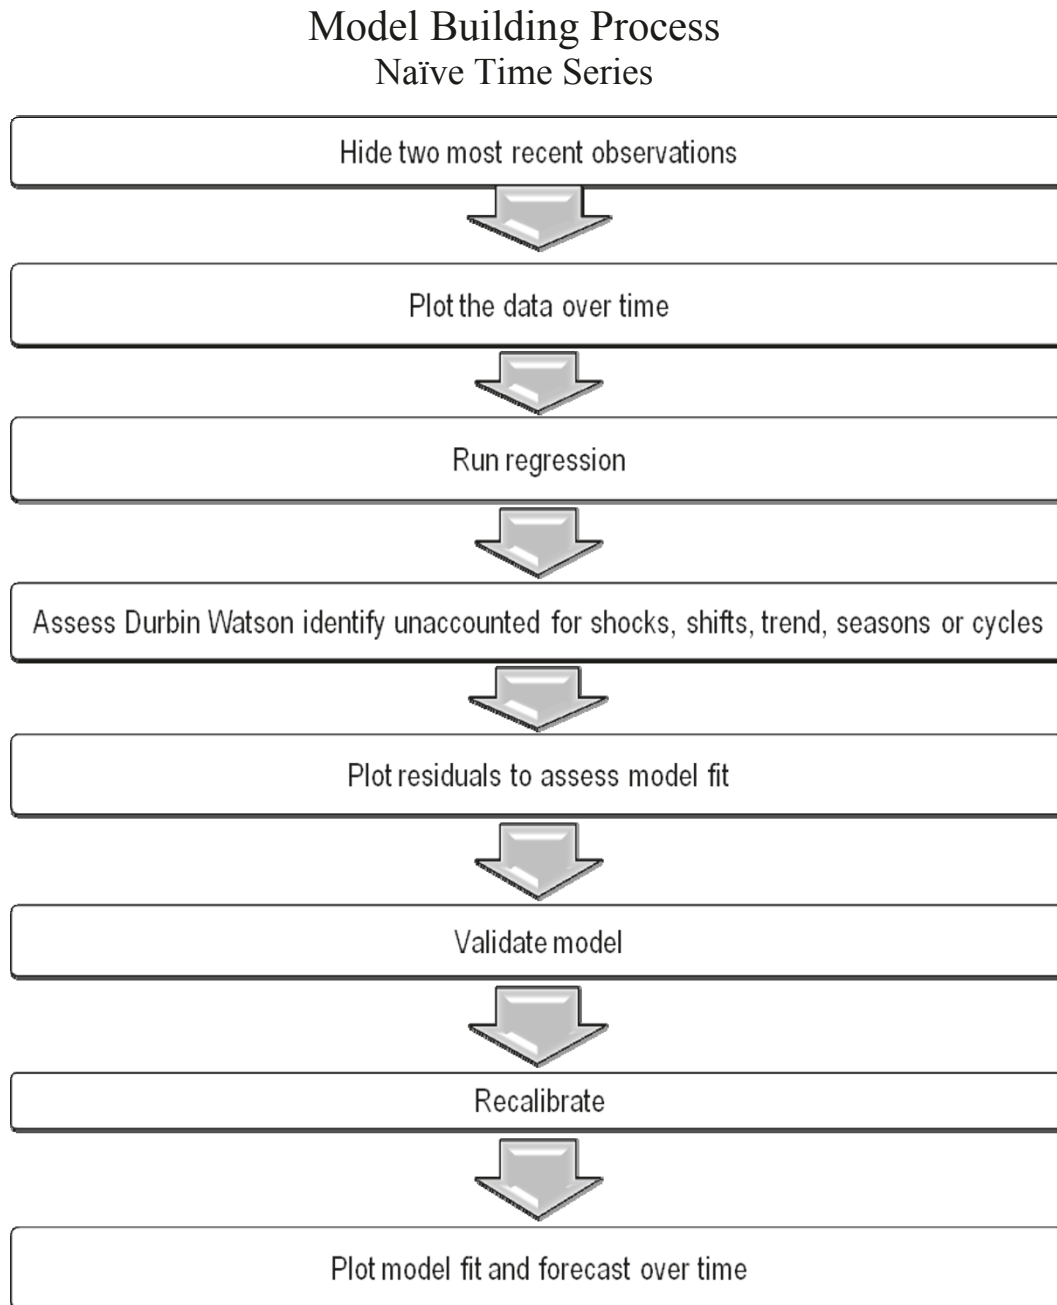 Model Building Process
Naïve Time Series
Hide two most recent observations
Plot the data over time
Run regression
Assess Durbin Watson identify unaccounted for shocks, shifts, trend, seasons or cycles
Plot residuals to assess model fit
Validate model
Recalibrate
Plot model fit and forecast over time